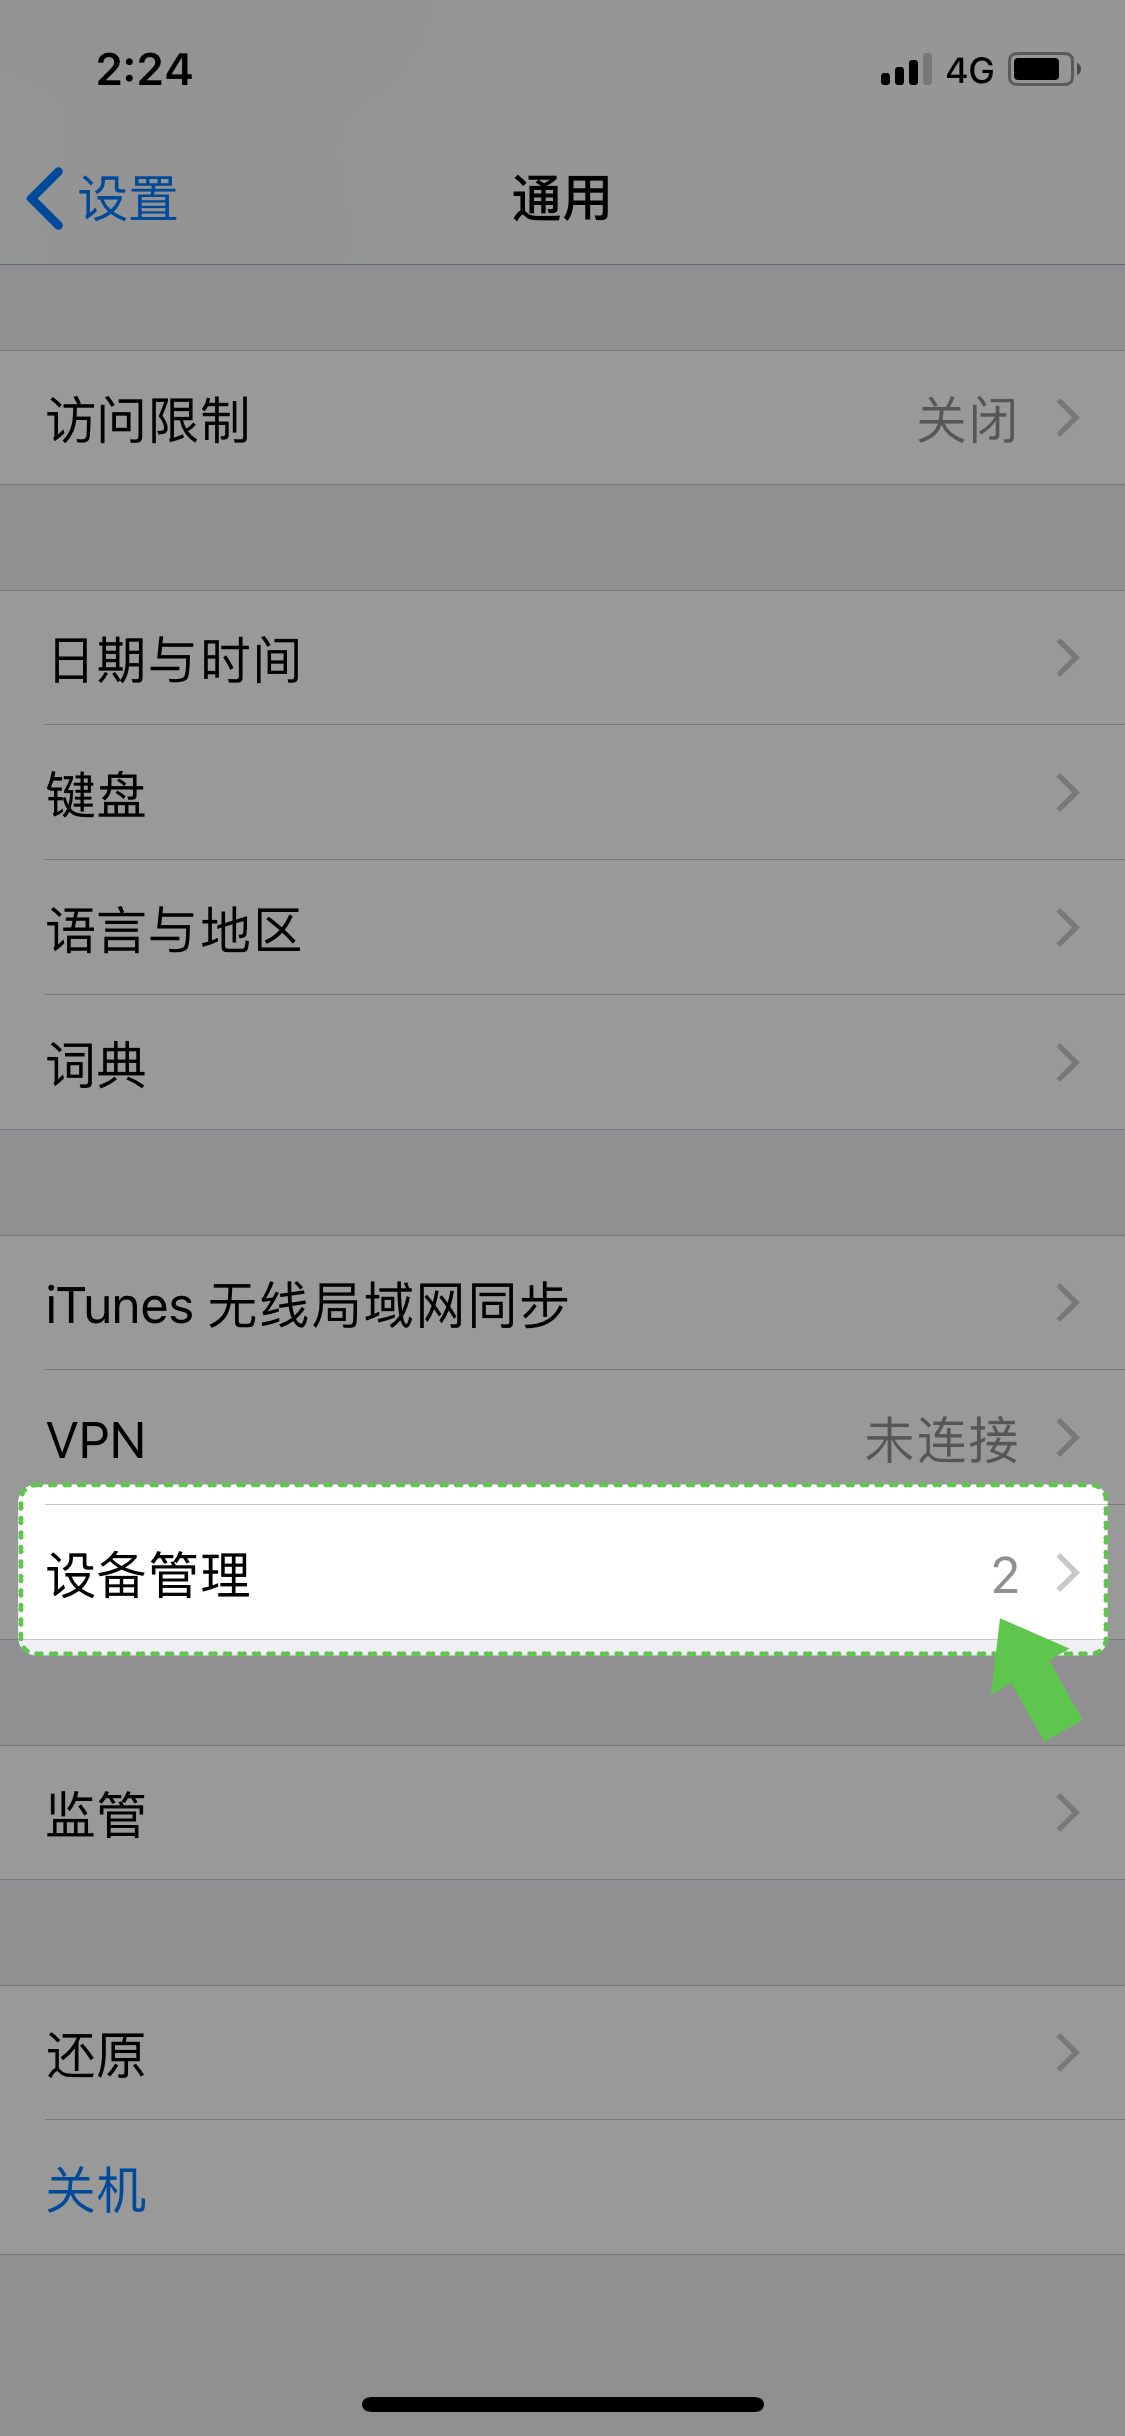 2:24 4G
设置 通用
访问限制 关闭
日期与时间
键盘
语言与地区
词典
iTunes 无线局域网同步
VPN 未连接
设备管理 2
监管
还原
关机